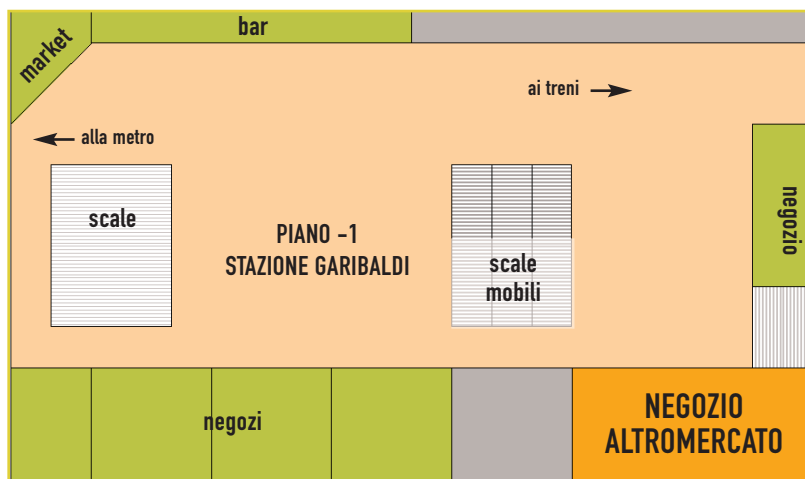 bar
market
ai treni
alla metro
scale
PIANO -1
STAZIONE GARIBALDI
scale
mobili
negozio
negozi
NEGOZIO
ALTROMERCATO